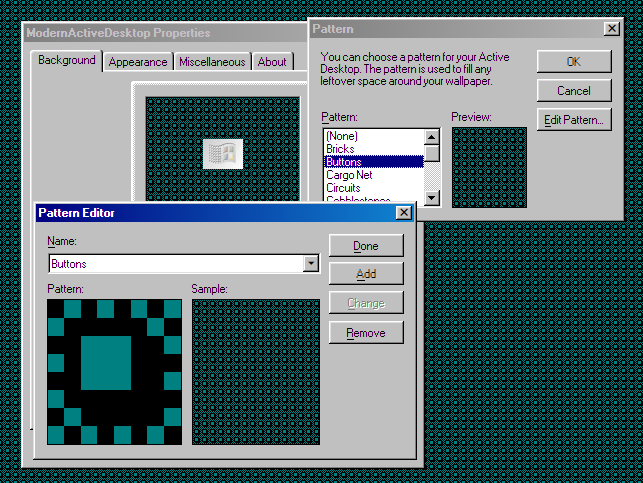 ModernActiveDesktop Properties
Background
Appearance
Miscellaneous
About
Pattern
You can choose a pattern for your Active
Desktop. The pattern is used to fill any
leftover space around your wallpaper.
Pattern:
Preview:
(None)
Bricks
Buttons
Cargo Net
Circuits
Cobblestones
OK
Cancel
Edit Pattern...
Pattern Editor
Name:
Buttons
Pattern:
Sample:
Done
Add
Change
Remove